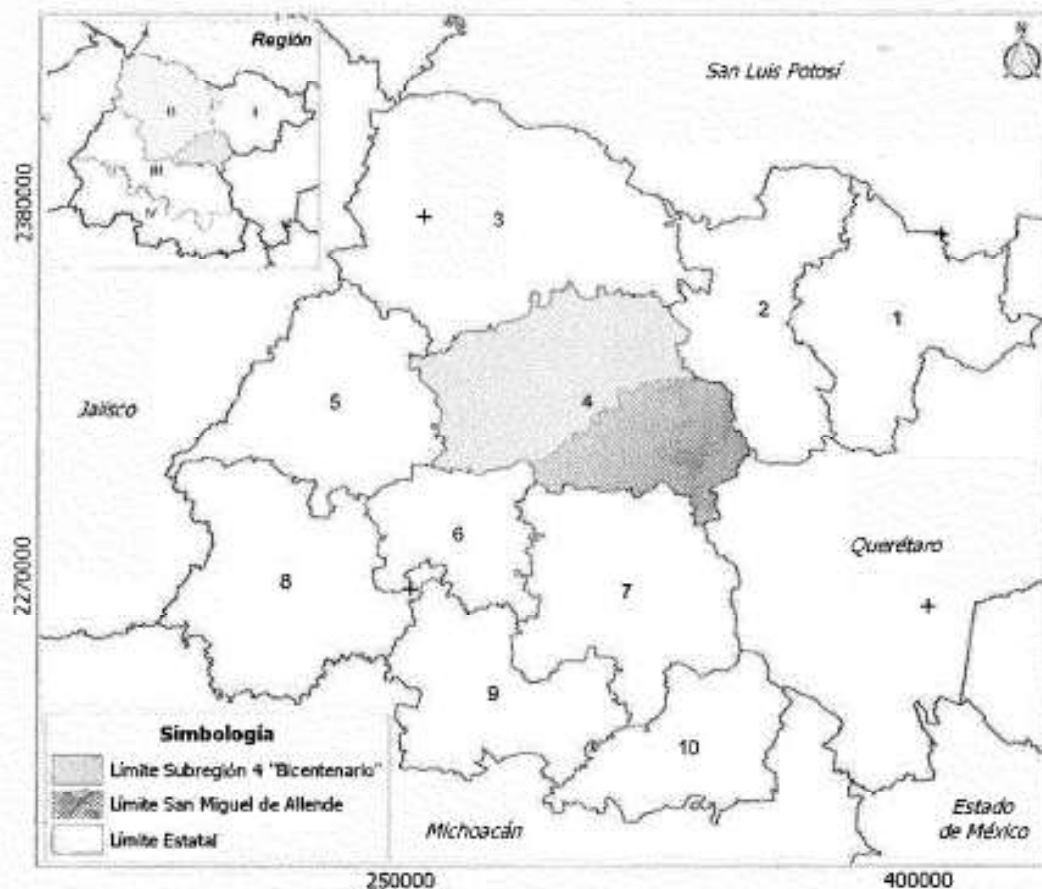 Región
II
I
III
IV
N
San Luis Potosí
2380000
3
2
1
4
5
Jalisco
6
7
8
Querétaro
2270000
9
10
Simbología
Límite Subregión 4 "Bicentenario"
Límite San Miguel de Allende
Límite Estatal
Michoacán
Estado
de México
250000
400000